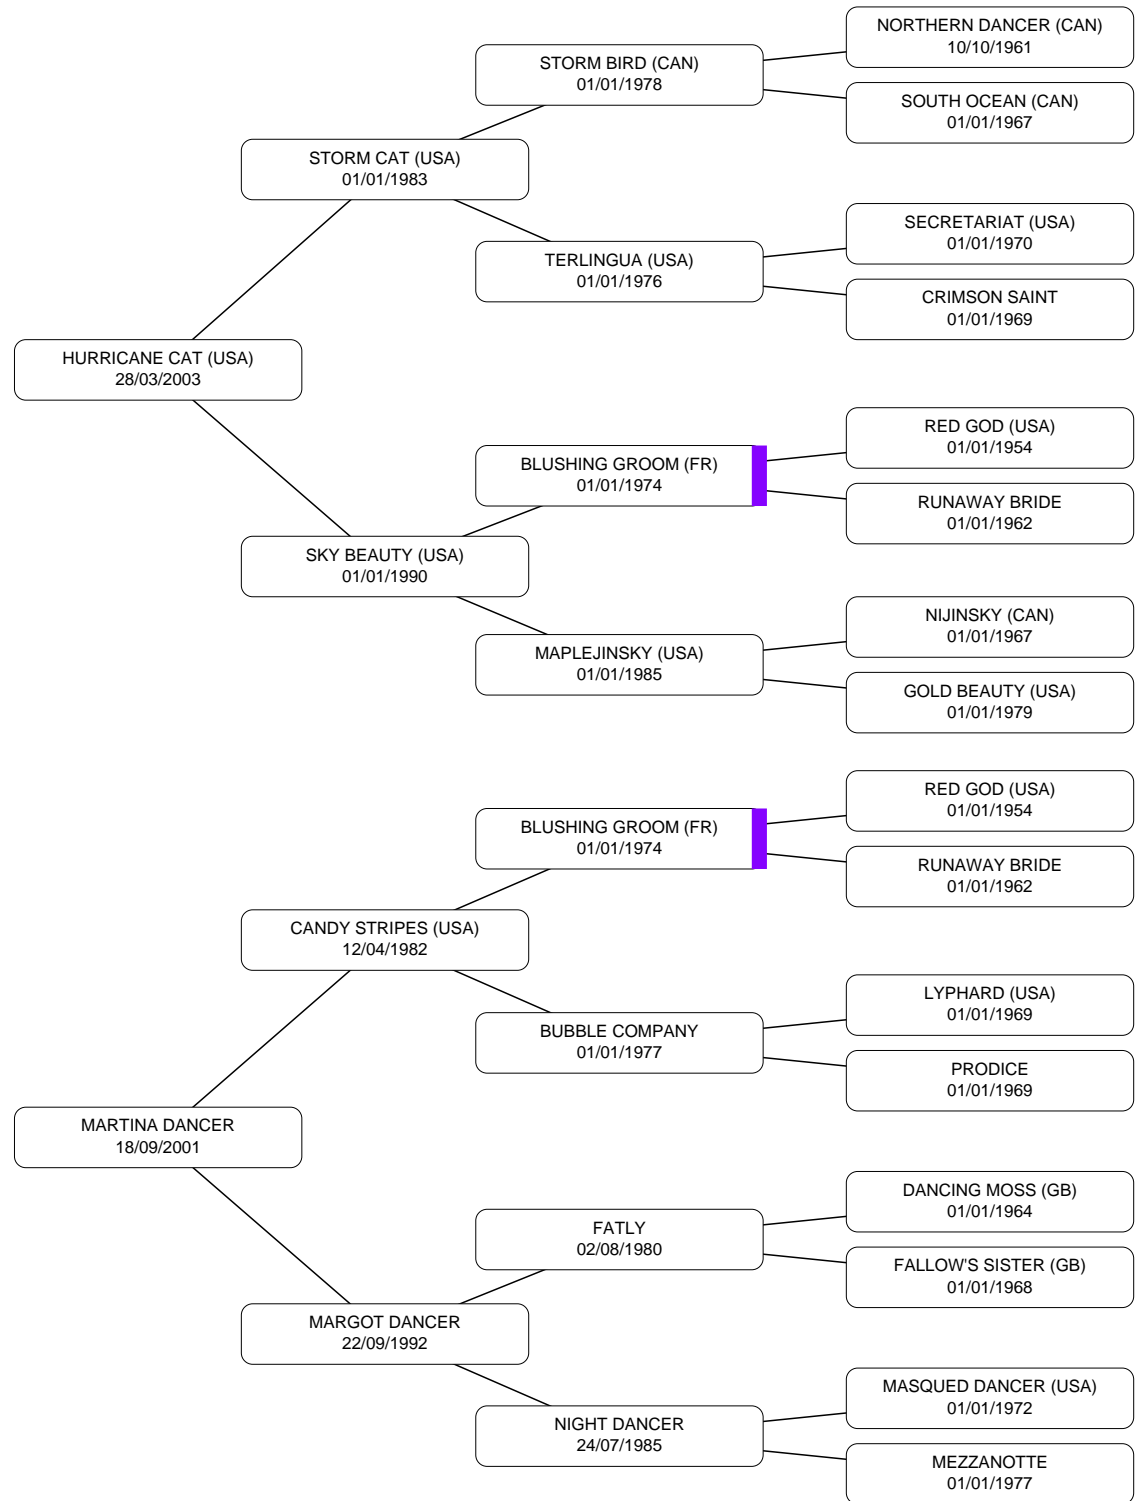 NORTHERN DANCER (CAN)
10/10/1961
STORM BIRD (CAN)
01/01/1978
SOUTH OCEAN (CAN)
01/01/1967
STORM CAT (USA)
01/01/1983
SECRETARIAT (USA)
01/01/1970
TERLINGUA (USA)
01/01/1976
CRIMSON SAINT
01/01/1969
HURRICANE CAT (USA)
28/03/2003
RED GOD (USA)
01/01/1954
BLUSHING GROOM (FR)
01/01/1974
RUNAWAY BRIDE
01/01/1962
SKY BEAUTY (USA)
01/01/1990
NIJINSKY (CAN)
01/01/1967
MAPLEJINSKY (USA)
01/01/1985
GOLD BEAUTY (USA)
01/01/1979
RED GOD (USA)
01/01/1954
BLUSHING GROOM (FR)
01/01/1974
RUNAWAY BRIDE
01/01/1962
CANDY STRIPES (USA)
12/04/1982
LYPHARD (USA)
01/01/1969
BUBBLE COMPANY
01/01/1977
PRODICE
01/01/1969
MARTINA DANCER
18/09/2001
DANCING MOSS (GB)
01/01/1964
FATLY
02/08/1980
FALLOW'S SISTER (GB)
01/01/1968
MARGOT DANCER
22/09/1992
MASQUED DANCER (USA)
01/01/1972
NIGHT DANCER
24/07/1985
MEZZANOTTE
01/01/1977